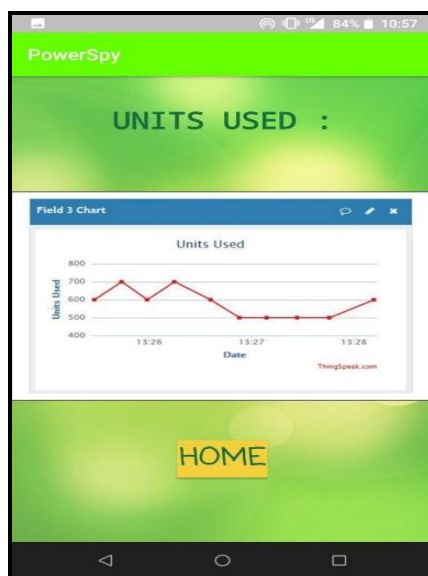 LTE 84% 10:57
PowerSpy
UNITS USED :
Field 3 Chart
Units Used
800
700
600
500
400
Units Used
13:26 13:27 13:28
Date
ThingSpeak.com
HOME